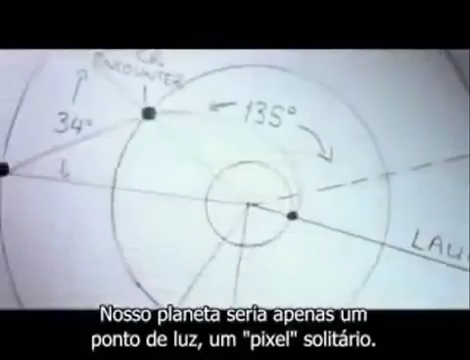 ENCOUNTER
34°
135°
LAU
Nosso planeta seria apenas um
ponto de luz, um "pixel" solitário.